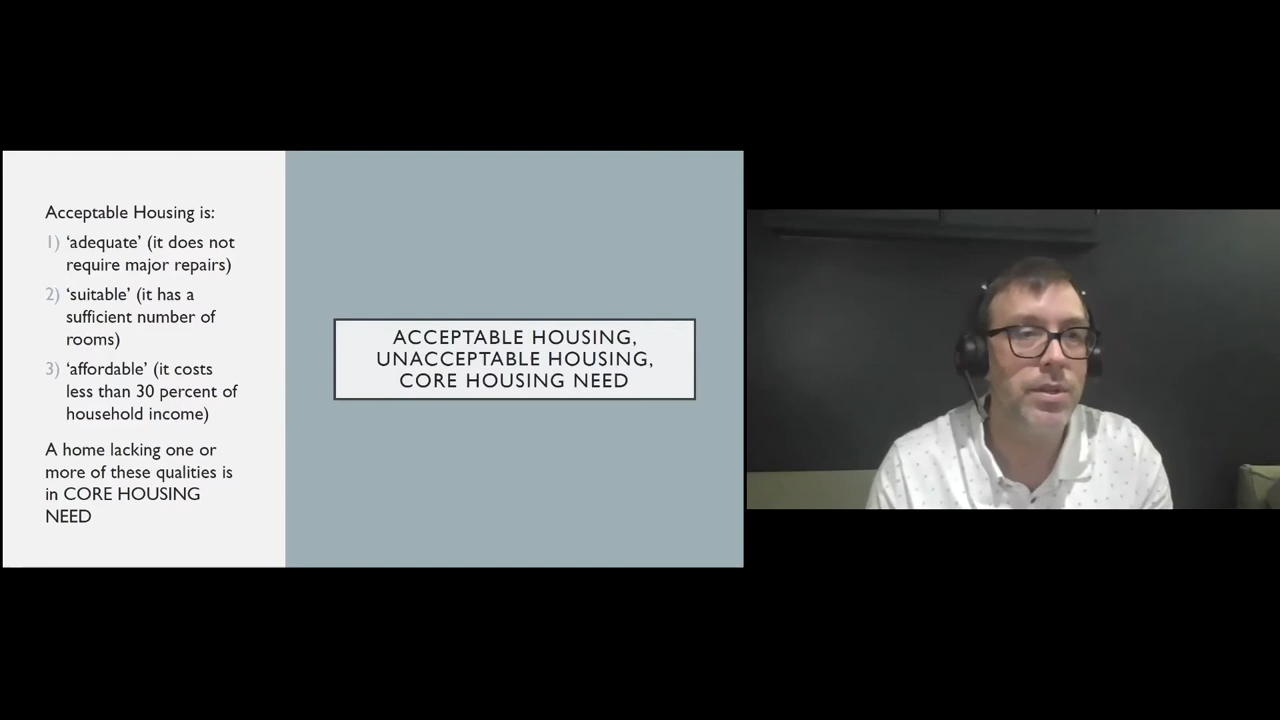 Acceptable Housing is:
1) ‘adequate’ (it does not
require major repairs)
2) ‘suitable’ (it has a
sufficient number of
rooms)
3) ‘affordable’ (it costs
less than 30 percent of
household income)
A home lacking one or
more of these qualities is
in CORE HOUSING
NEED
ACCEPTABLE HOUSING,
UNACCEPTABLE HOUSING,
CORE HOUSING NEED